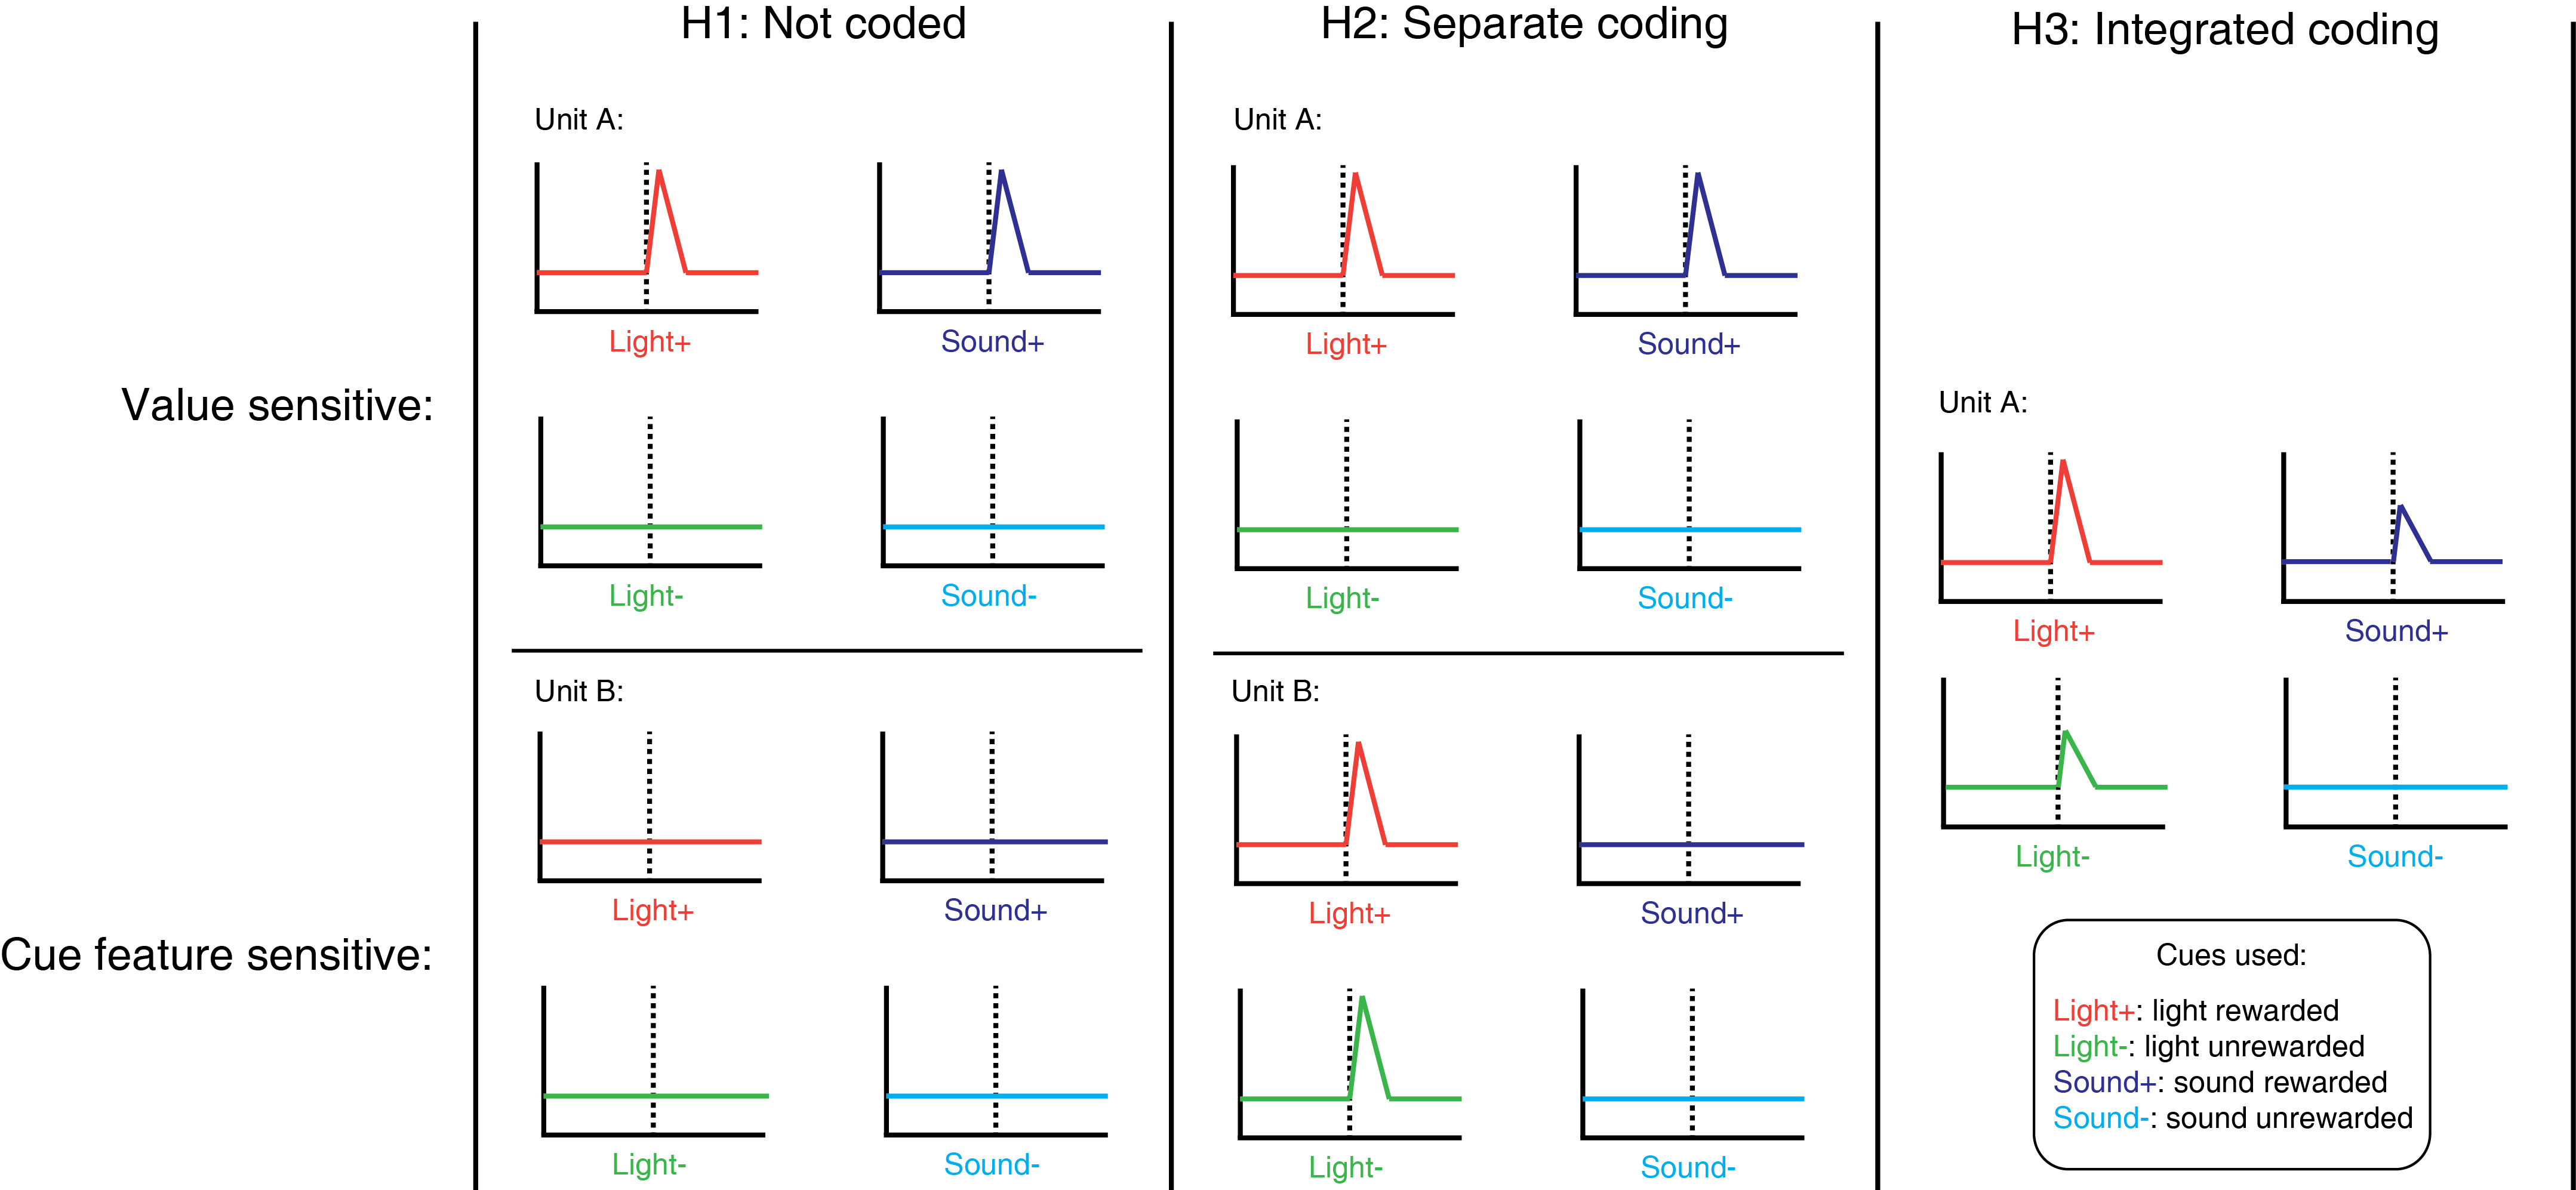 H1: Not coded
H2: Separate coding
H3: Integrated coding
Value sensitive:
Cue feature sensitive:
Unit A:
Light+
Sound+
Light-
Sound-
Unit B:
Light+
Sound+
Light-
Sound-
Unit A:
Light+
Sound+
Light-
Sound-
Unit B:
Light+
Sound+
Light-
Sound-
Unit A:
Light+
Sound+
Light-
Sound-
Cues used:
Light+: light rewarded
Light-: light unrewarded
Sound+: sound rewarded
Sound-: sound unrewarded